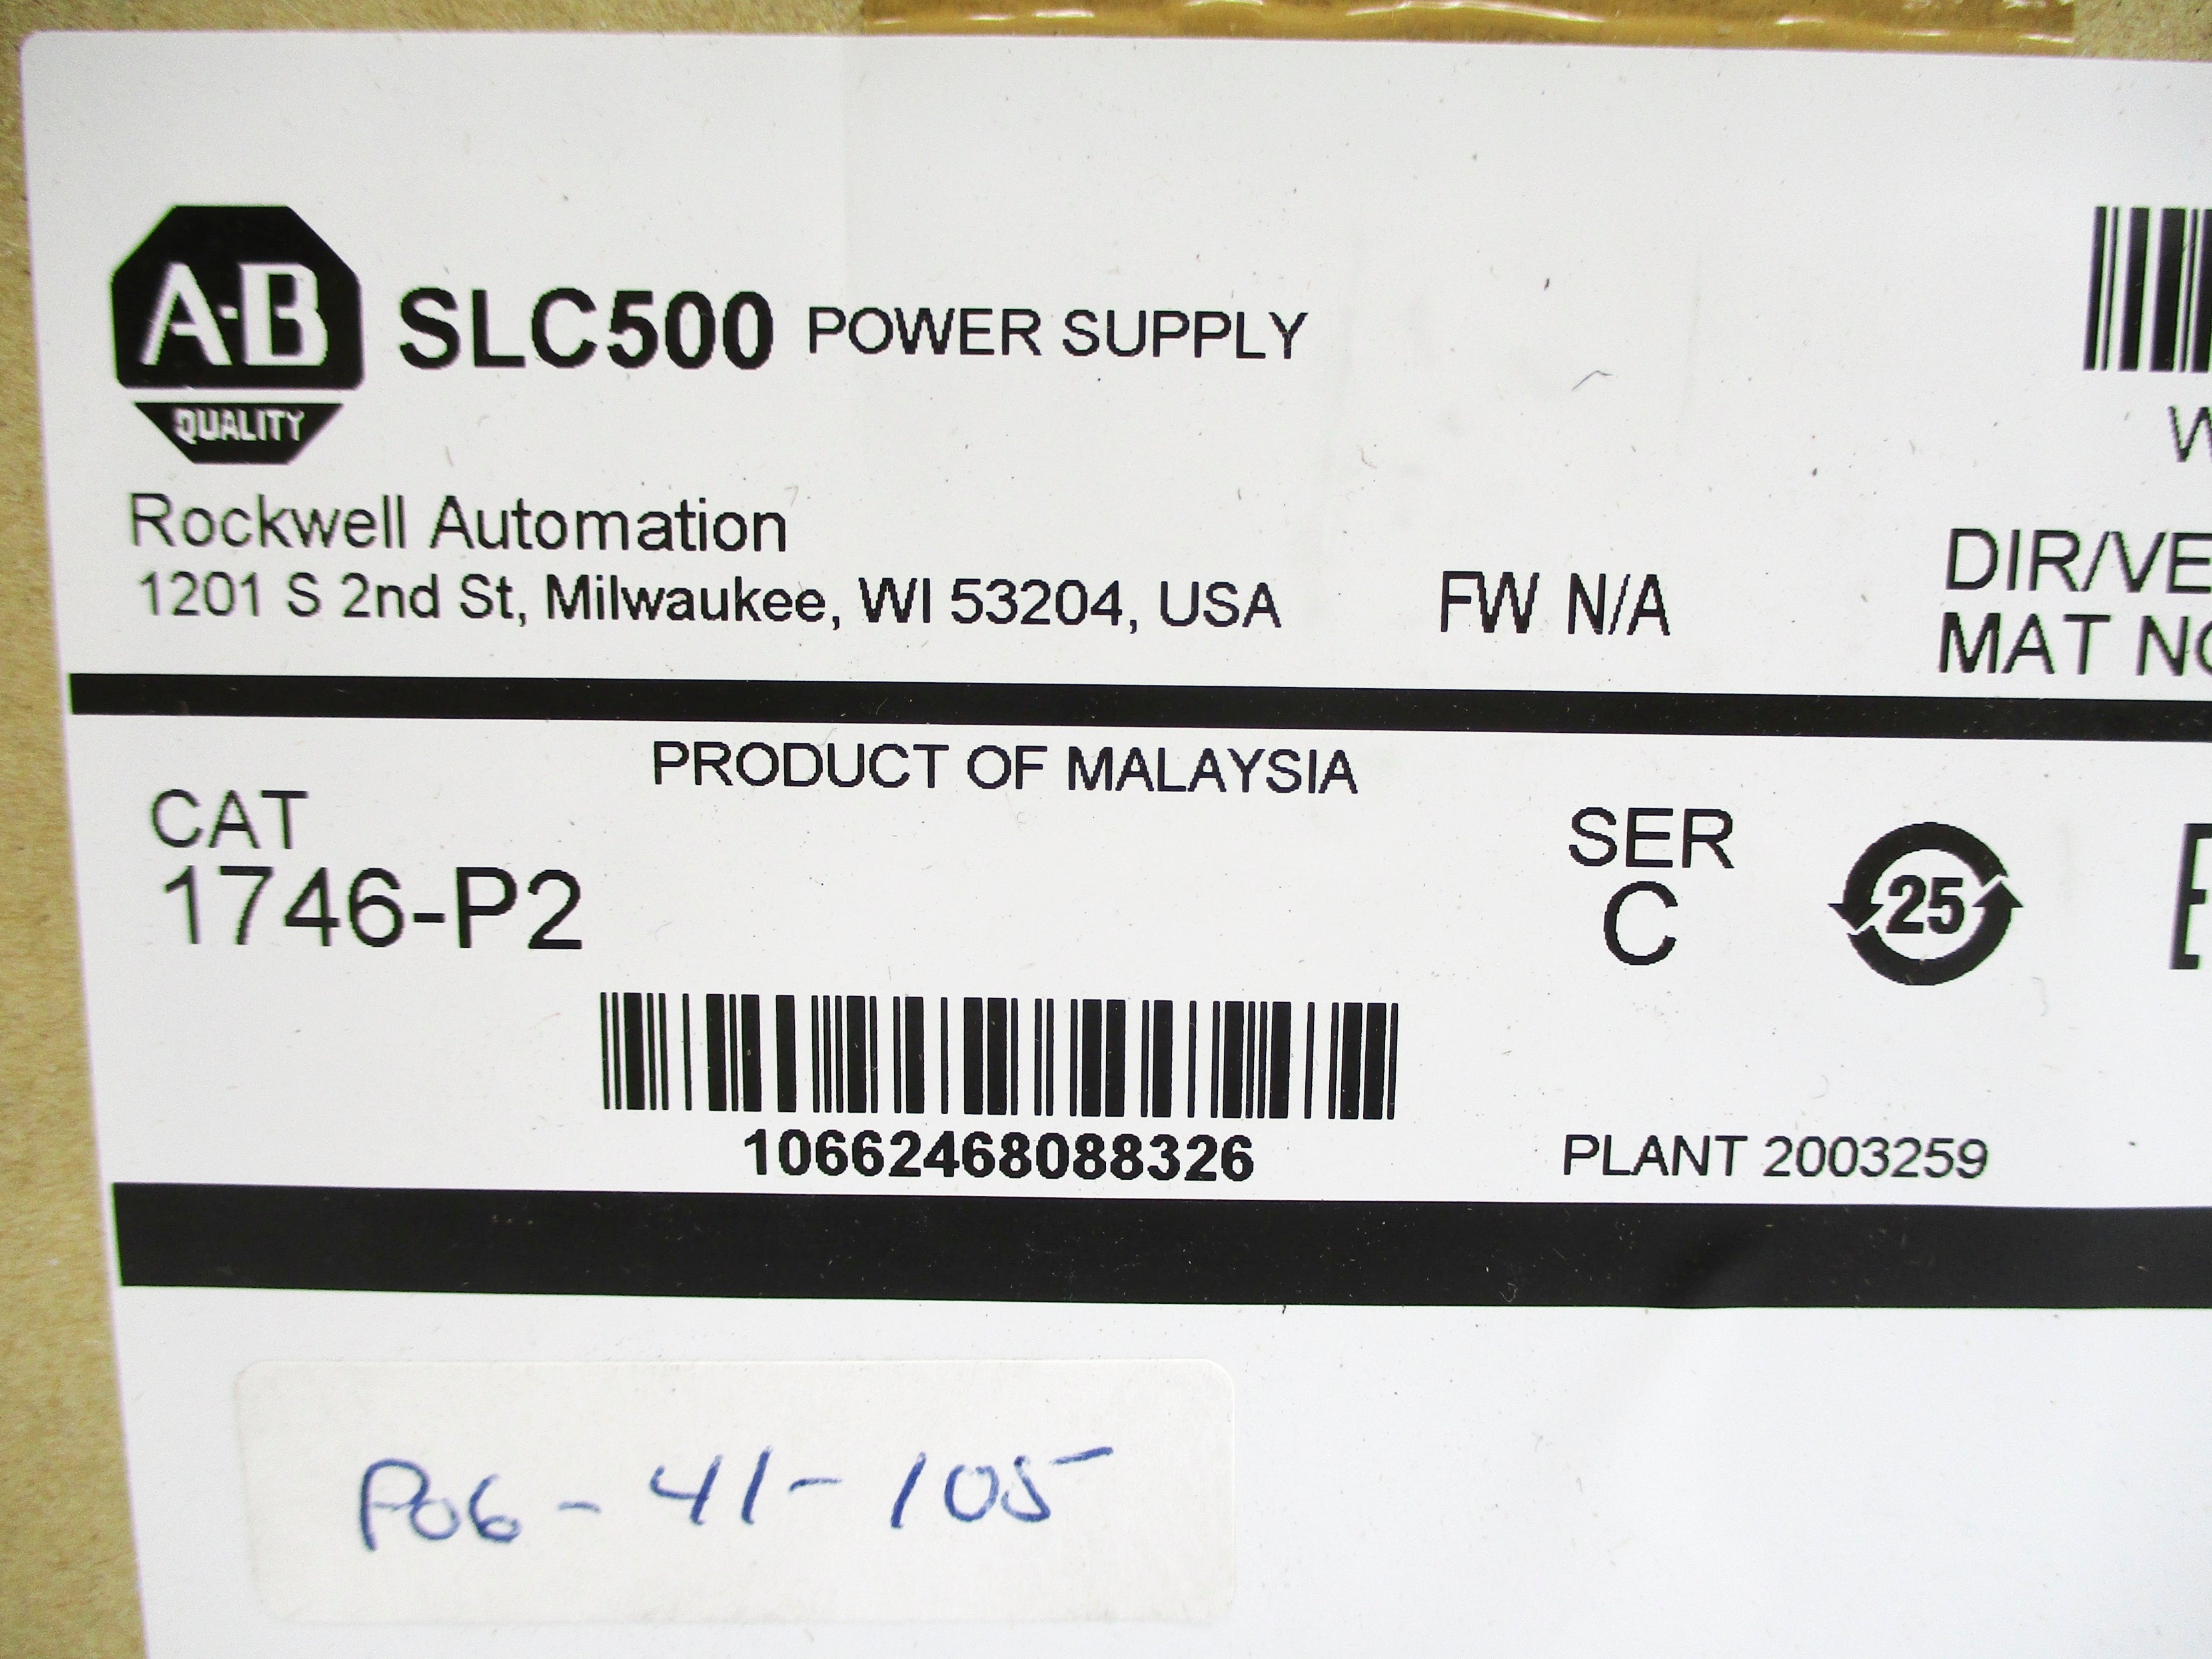 A-B SLC500 POWER SUPPLY
QUALITY
Rockwell Automation
1201 S 2nd St, Milwaukee, WI 53204, USA FW N/A
MAT
PRODUCT OF MALAYSIA
CAT SER
1746-P2 C 25
10662468088326 PLANT 2003259
P06-41-105